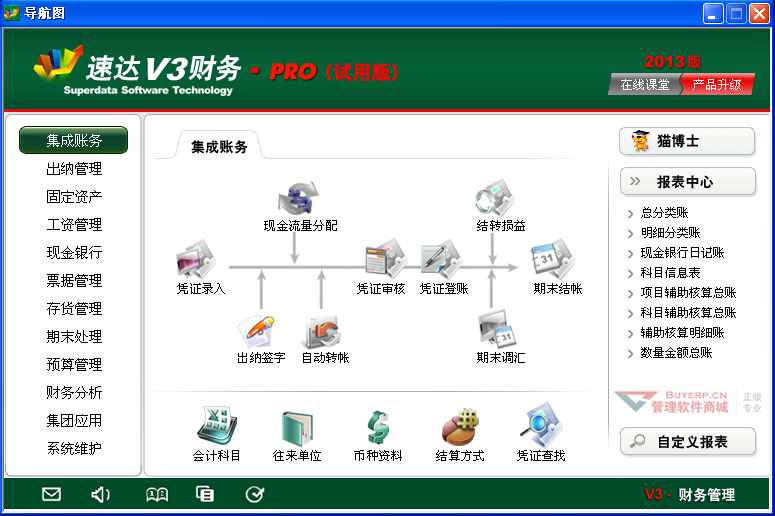 导航图
速达V3财务·PRO(试用版)
Superdata Software Technology
2013版
在线课堂 产品升级
集成账务
出纳管理
固定资产
工资管理
现金银行
票据管理
存货管理
期末处理
预算管理
财务分析
集团应用
系统维护
集成账务
现金流量分配
结转损益
凭证录入
凭证审核
凭证登账
期末结帐
出纳签字
自动转帐
期末调汇
会计科目
往来单位
币种资料
结算方式
凭证查找
猫博士
报表中心
总分类账
明细分类账
现金银行日记账
科目信息表
项目辅助核算总账
科目辅助核算总账
辅助核算明细账
数量金额总账
BUYERP.CN
管理软件商城
正版
专业
自定义报表
V3 - 财务管理